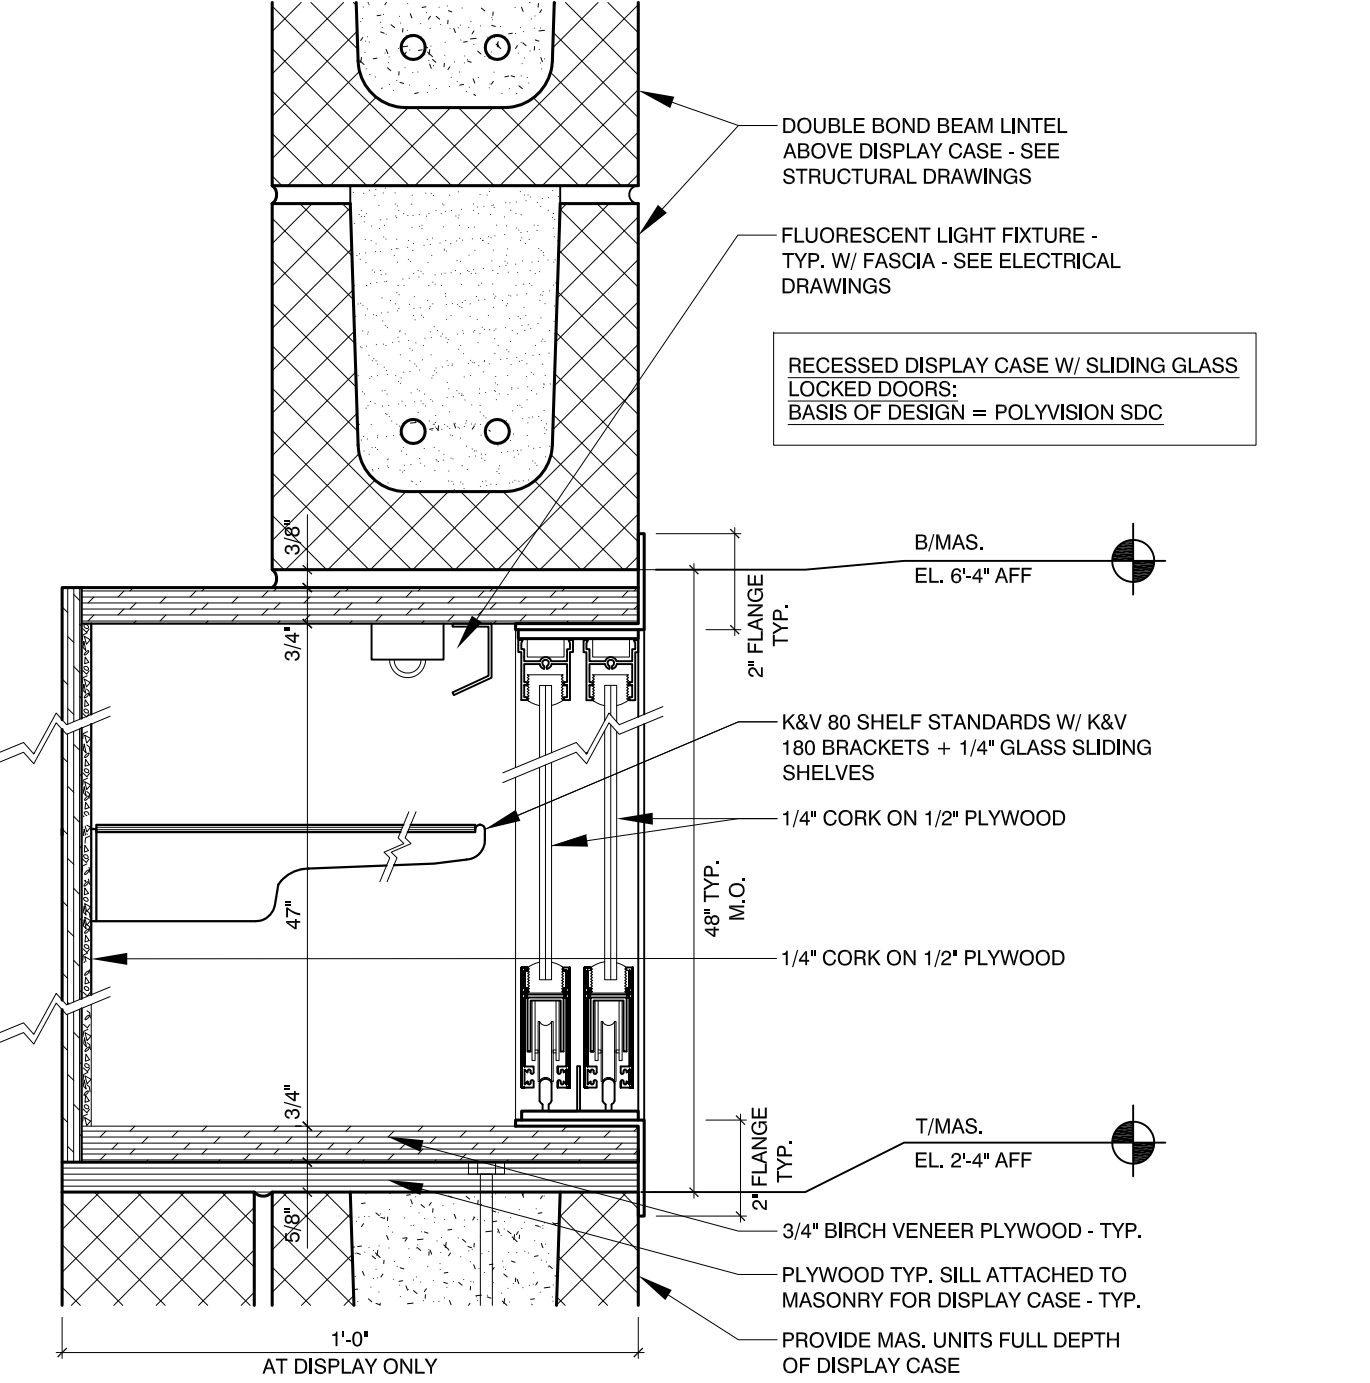 DOUBLE BOND BEAM LINTEL
ABOVE DISPLAY CASE - SEE
STRUCTURAL DRAWINGS
FLUORESCENT LIGHT FIXTURE -
TYP. W/ FASCIA - SEE ELECTRICAL
DRAWINGS
RECESSED DISPLAY CASE W/ SLIDING GLASS
LOCKED DOORS:
BASIS OF DESIGN = POLYVISION SDC
3/8"
B/MAS.
EL. 6'-4" AFF
2" FLANGE
TYP.
3/4"
K&V 80 SHELF STANDARDS W/ K&V
180 BRACKETS + 1/4" GLASS SLIDING
SHELVES
1/4" CORK ON 1/2" PLYWOOD
47"
48" TYP.
M.O.
1/4" CORK ON 1/2" PLYWOOD
3/4"
T/MAS.
EL. 2'-4" AFF
2" FLANGE
TYP.
5/8"
3/4" BIRCH VENEER PLYWOOD - TYP.
PLYWOOD TYP. SILL ATTACHED TO
MASONRY FOR DISPLAY CASE - TYP.
PROVIDE MAS. UNITS FULL DEPTH
OF DISPLAY CASE
1'-0"
AT DISPLAY ONLY